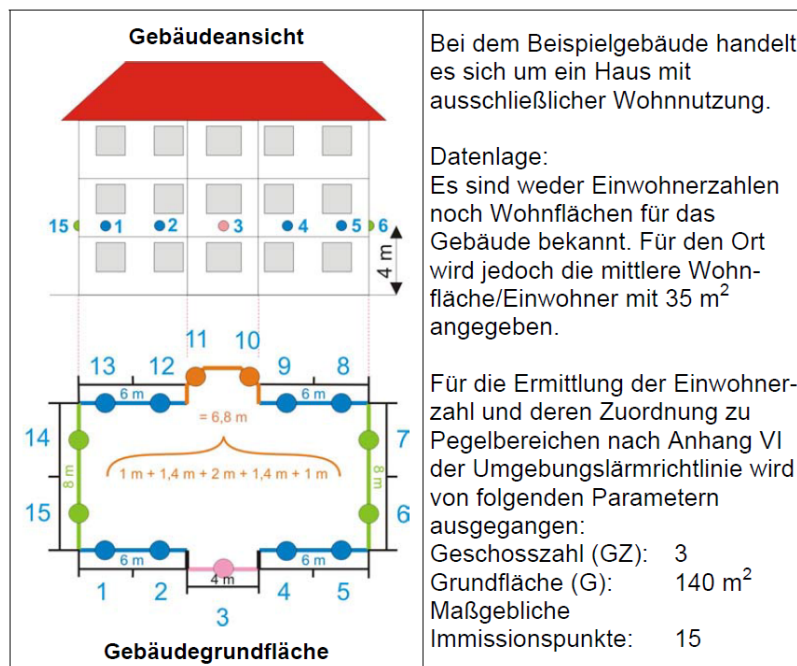 Gebäudeansicht
15 1 2 3 4 5 6
4 m
11 10
13 12 9 8
6 m 6 m
= 6,8 m
14 7
8 m 8 m
1 m + 1,4 m + 2 m + 1,4 m + 1 m
15 6
6 m 6 m
4 m
1 2 3 4 5
Gebäudegrundfläche
Bei dem Beispielgebäude handelt
es sich um ein Haus mit
ausschließlicher Wohnnutzung.
Datenlage:
Es sind weder Einwohnerzahlen
noch Wohnflächen für das
Gebäude bekannt. Für den Ort
wird jedoch die mittlere Wohn-
fläche/Einwohner mit 35 m²
angegeben.
Für die Ermittlung der Einwohner-
zahl und deren Zuordnung zu
Pegelbereichen nach Anhang VI
der Umgebungslärmrichtlinie wird
von folgenden Parametern
ausgegangen:
Geschosszahl (GZ): 3
Grundfläche (G): 140 m²
Maßgebliche
Immissionspunkte: 15